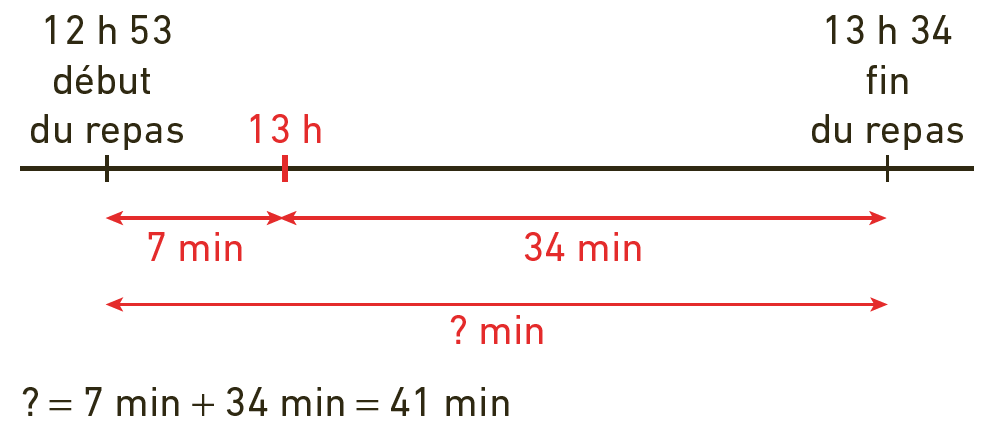 12 h 53
début
du repas
13 h
13 h 34
fin
du repas
7 min
34 min
? min
? = 7 min + 34 min = 41 min